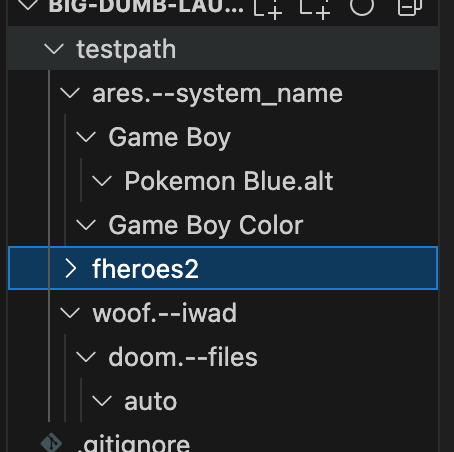 BIG-DUMB-LAU...
testpath
ares.--system_name
Game Boy
Pokemon Blue.alt
Game Boy Color
fheroes2
woof.--iwad
doom.--files
auto
.gitignore